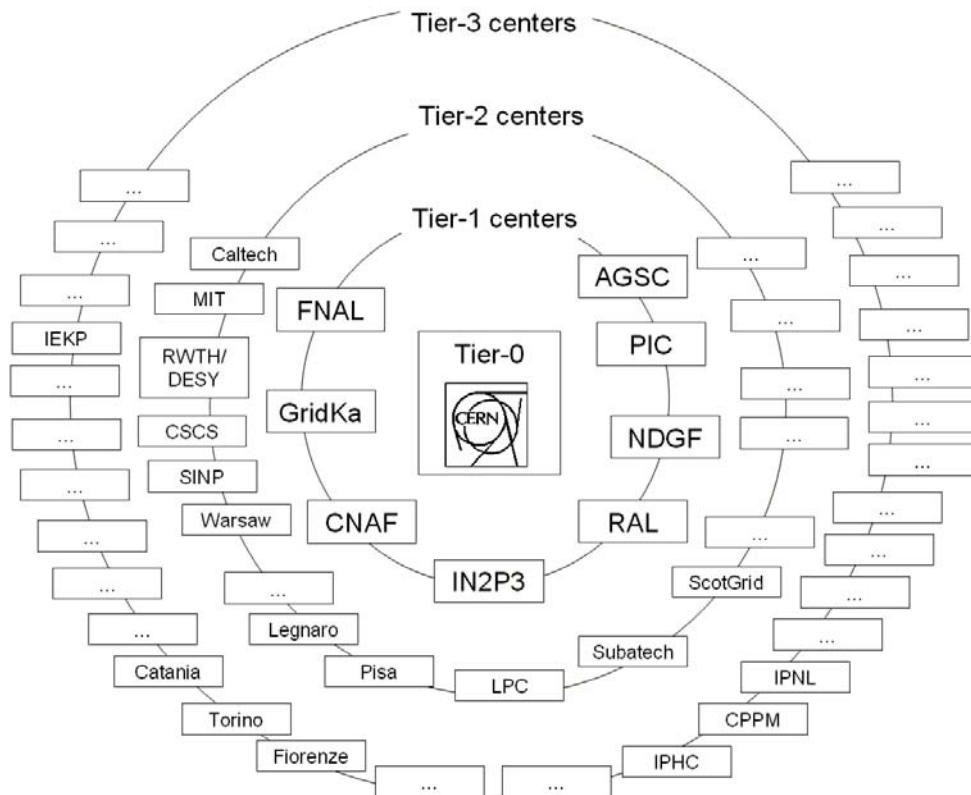 Tier-3 centers
Tier-2 centers
Tier-1 centers
Tier-0
CERN
FNAL
GridKa
CNAF
IN2P3
RAL
NDGF
PIC
AGSC
Caltech
MIT
RWTH/
DESY
CSCS
SINP
Warsaw
...
Legnaro
Pisa
LPC
Subatech
ScotGrid
...
...
...
...
...
...
...
...
IEKP
...
...
...
...
...
...
Catania
Torino
Fiorenze
...
...
IPHC
CPPM
IPNL
...
...
...
...
...
...
...
...
...
...